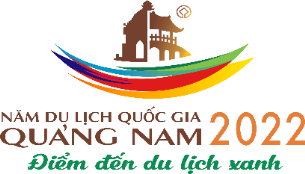 NĂM DU LỊCH QUỐC GIA
QUẢNG NAM 2022
Điểm đến du lịch xanh